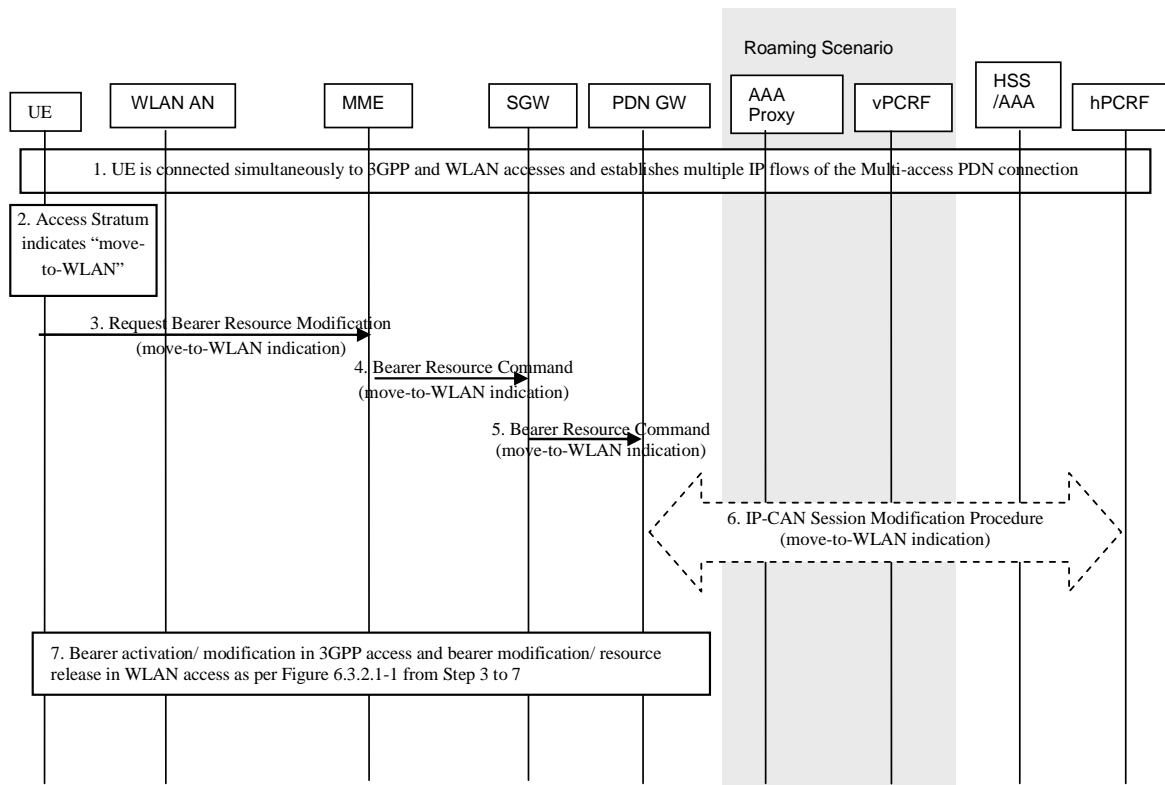 Roaming Scenario
UE
WLAN AN
MME
SGW
PDN GW
AAA
Proxy
vPCRF
HSS
/AAA
hPCRF
1. UE is connected simultaneously to 3GPP and WLAN accesses and establishes multiple IP flows of the Multi-access PDN connection
2. Access Stratum
indicates “move-
to-WLAN”
3. Request Bearer Resource Modification
(move-to-WLAN indication)
4. Bearer Resource Command
(move-to-WLAN indication)
5. Bearer Resource Command
(move-to-WLAN indication)
6. IP-CAN Session Modification Procedure
(move-to-WLAN indication)
7. Bearer activation/ modification in 3GPP access and bearer modification/ resource
release in WLAN access as per Figure 6.3.2.1-1 from Step 3 to 7